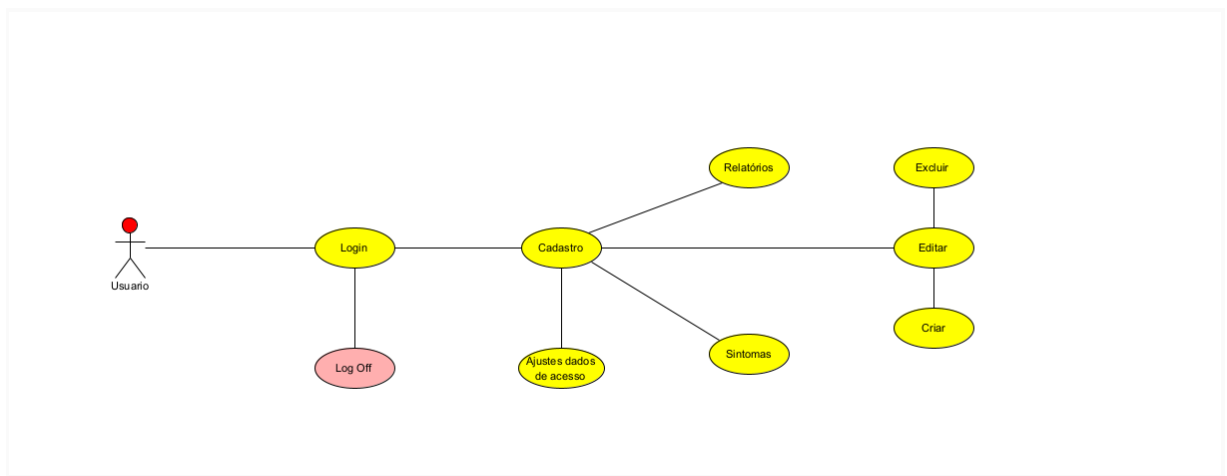 Relatórios
Excluir
Login
Cadastro
Editar
Usuario
Criar
Sintomas
Log Off
Ajustes dados
de acesso